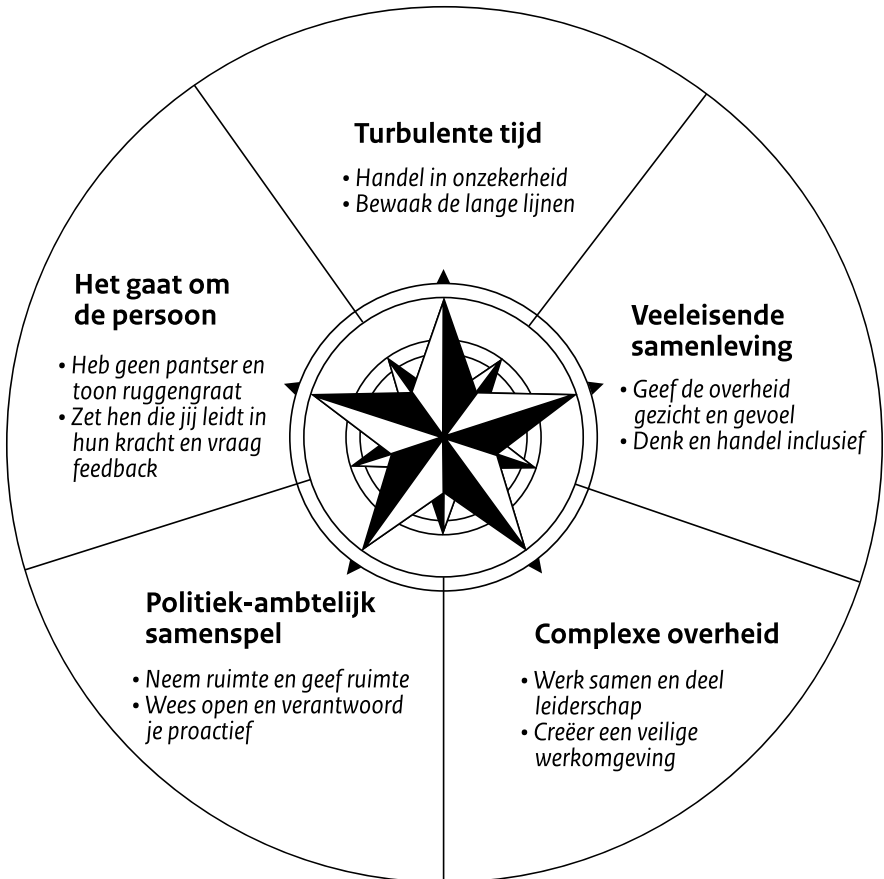 Turbulente tijd
• Handel in onzekerheid
• Bewaak de lange lijnen
Veeleisende
samenleving
• Geef de overheid
gezicht en gevoel
• Denk en handel inclusief
Complexe overheid
• Werk samen en deel
leiderschap
• Creëer een veilige
werkomgeving
Politiek-ambtelijk
samenspel
• Neem ruimte en geef ruimte
• Wees open en verantwoord
je proactief
Het gaat om
de persoon
• Heb geen pantser en
toon ruggengraat
• Zet hen die jij leidt in
hun kracht en vraag
feedback